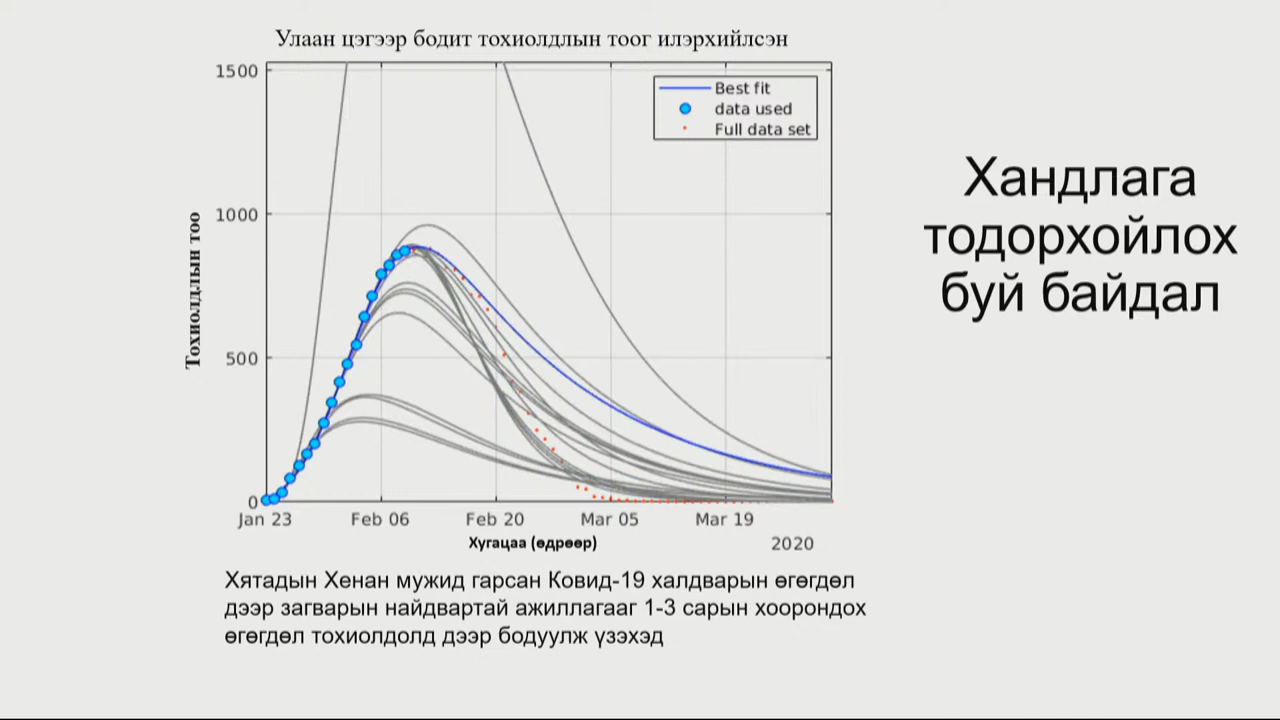 Улаан цэгээр бодит тохиолдлын тоог илэрхийлсэн
1500
1000
500
0
Тохиолдлын тоо
Best fit
data used
Full data set
Jan 23
Feb 06
Feb 20
Mar 05
Mar 19
Хугацаа (өдрөөр)
2020
Хандлага
тодорхойлох
буй байдал
Хятадын Хенан мужид гарсан Ковид-19 халдварын өгөгдөл
дээр загварын найдвартай ажиллагааг 1-3 сарын хоорондох
өгөгдөл тохиолдолд дээр бодуулж үзэхэд